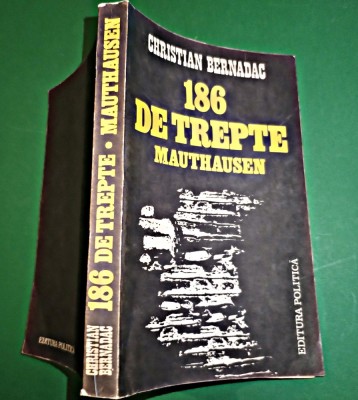 CHRISTIAN BERNADAC
186
DE TREPTE
MAUTHAUSEN
EDITURA POLITICĂ
CHRISTIAN
BERNADAC
186 DE TREPTE • MAUTHAUSEN
EDITURA POLITICĂ